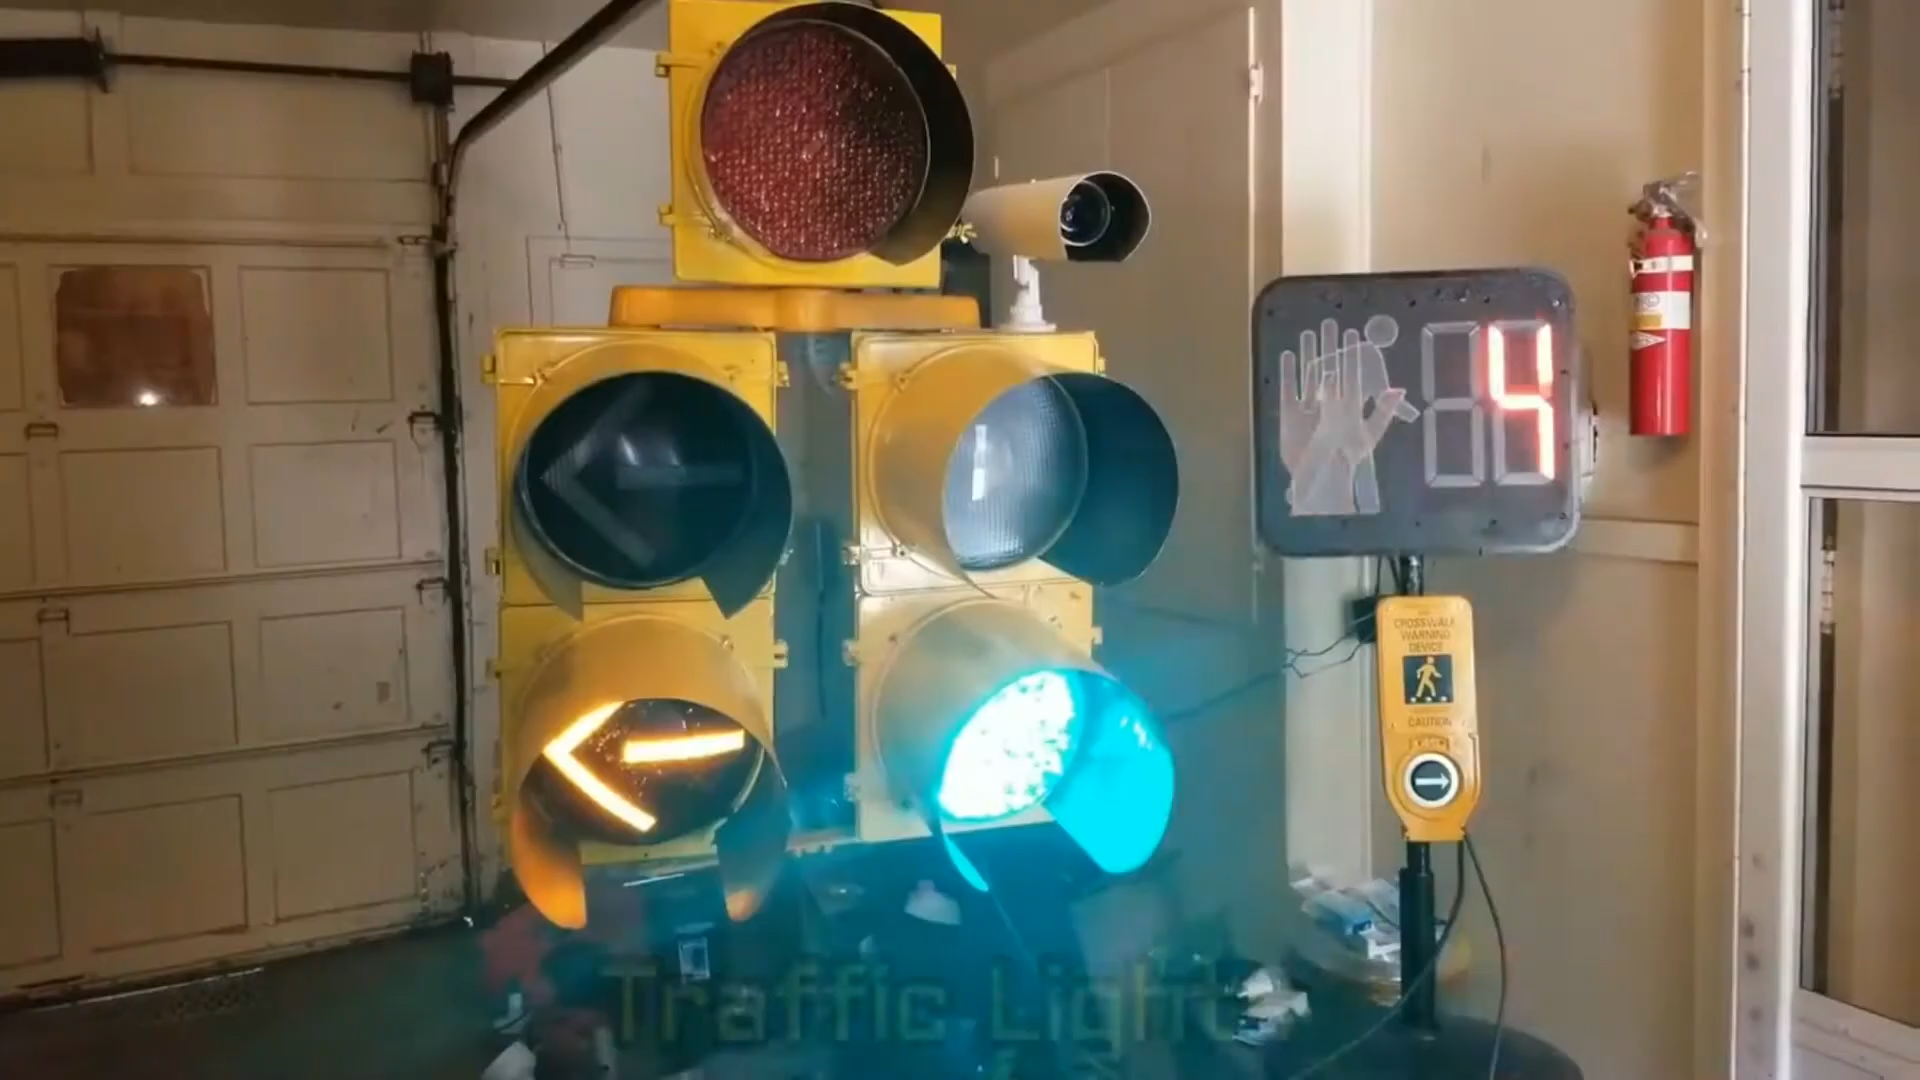 4
CROSSWALK
WARNING
DEVICE
CAUTION
Traffic Light